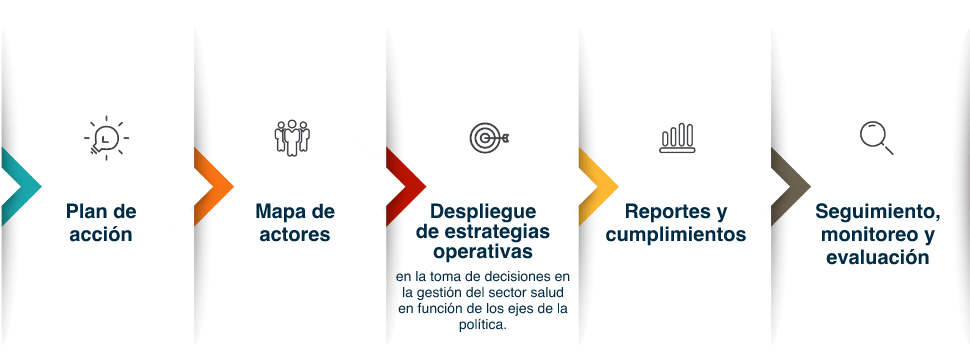 Plan de
acción
Mapa de
actores
Despliegue
de estrategias
operativas
en la toma de decisiones en
la gestión del sector salud
en función de los ejes de la
política.
Reportes y
cumplimientos
Seguimiento,
monitoreo y
evaluación